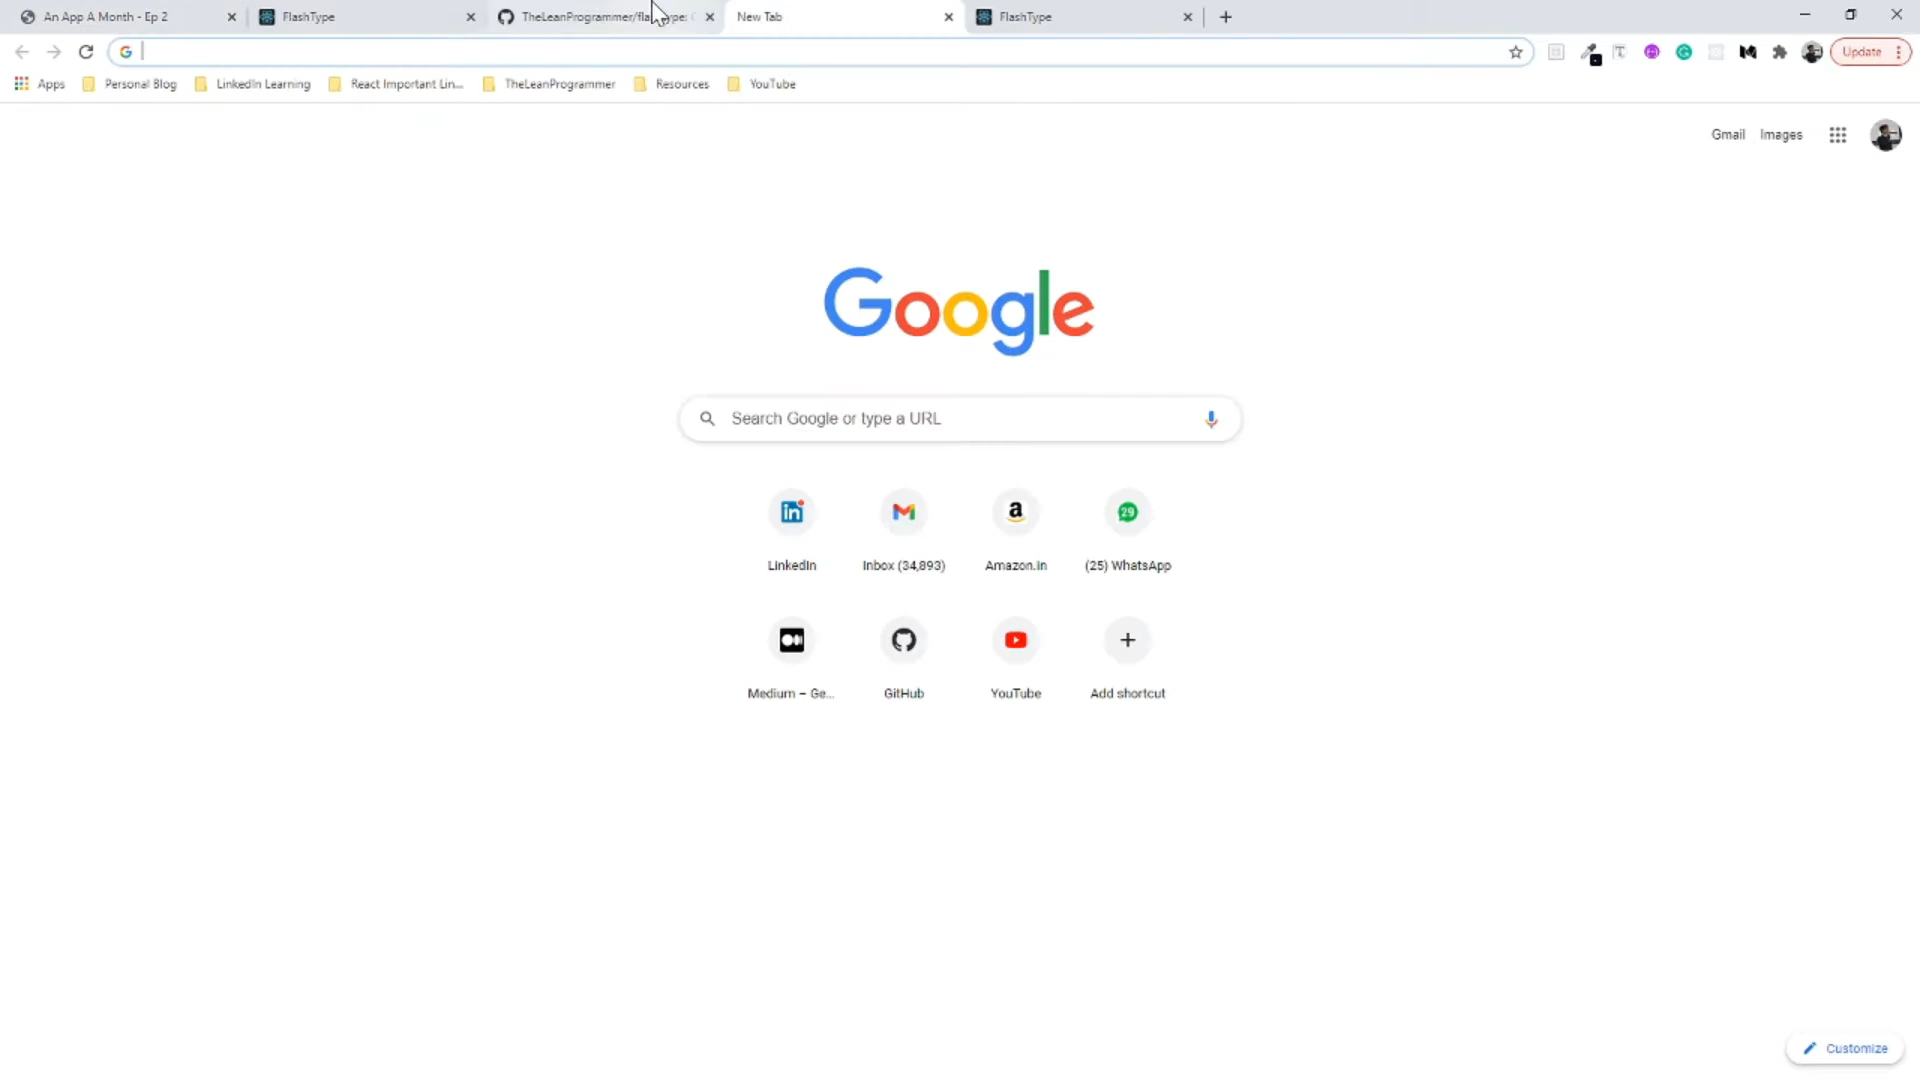 An App A Month - Ep 2
FlashType
TheLeanProgrammer/fla
New Tab
FlashType
Update
Apps
Personal Blog
LinkedIn Learning
React Important Lin...
TheLeanProgrammer
Resources
YouTube
Gmail
Images
Google
Search Google or type a URL
LinkedIn
Inbox (34,893)
Amazon.in
29
(25) WhatsApp
Medium – Ge...
GitHub
YouTube
Add shortcut
Customize